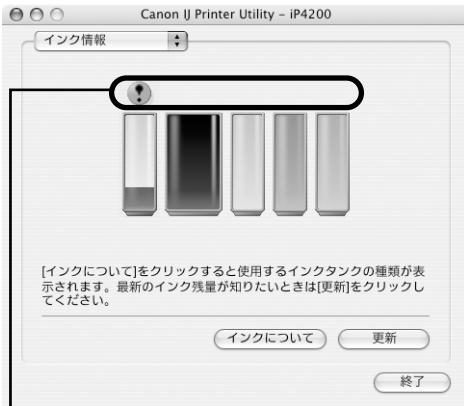 Canon IJ Printer Utility – iP4200
インク情報
[インクについて]をクリックすると使用するインクタンクの種類が表
示されます。最新のインク残量が知りたいときは[更新]をクリックし
てください。
インクについて 更新
終了